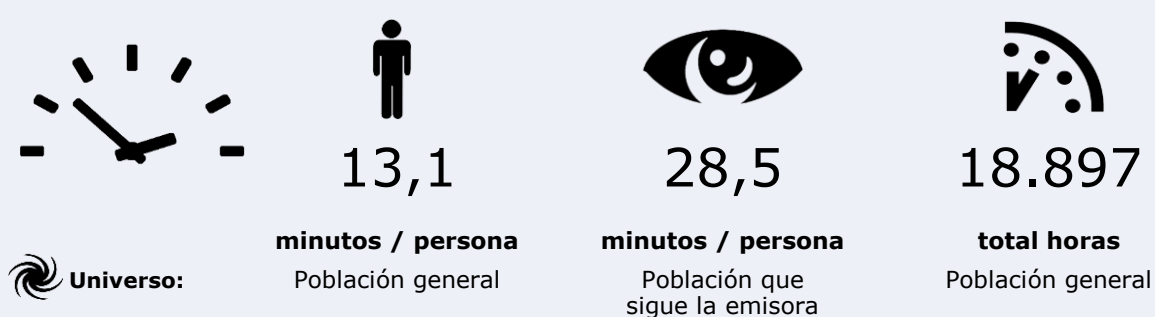 13,1
28,5
18.897
minutos / persona
minutos / persona
total horas
Universo:
Población general
Población que
sigue la emisora
Población general